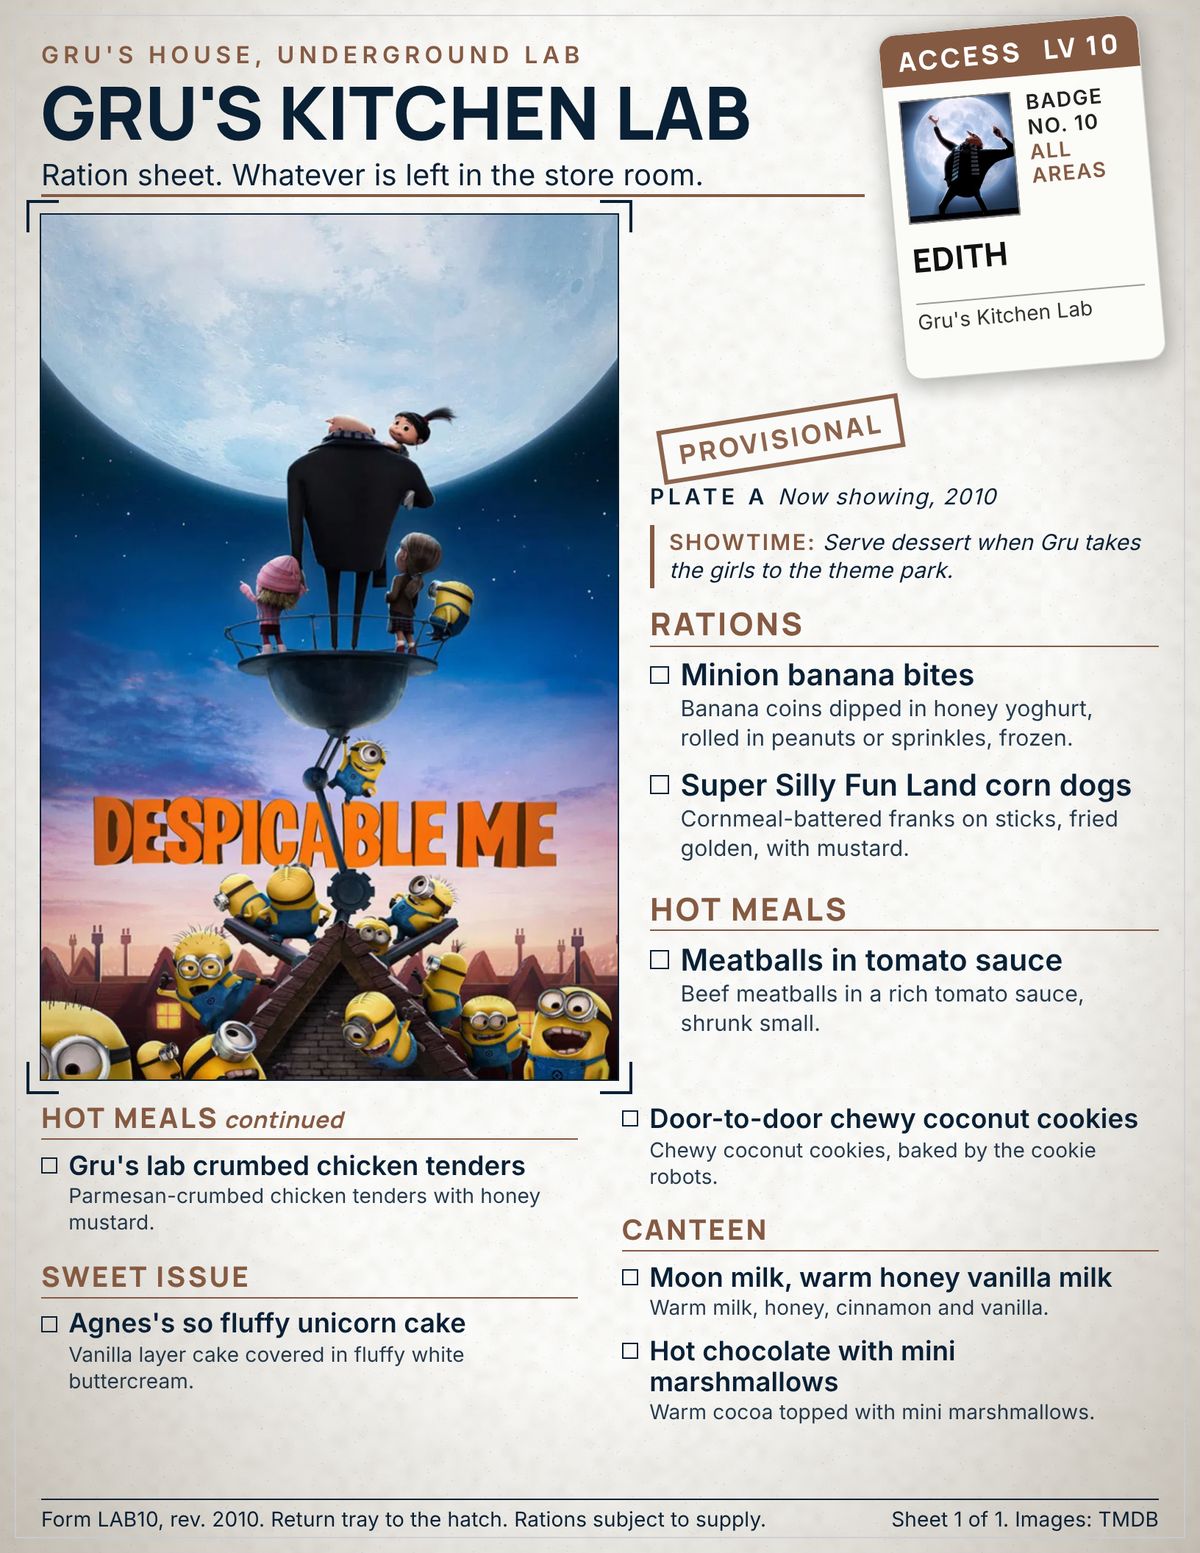 GRU'S HOUSE, UNDERGROUND LAB
GRU'S KITCHEN LAB
Ration sheet. Whatever is left in the store room.
ACCESS LV 10
BADGE
NO. 10
ALL
AREAS
EDITH
Gru's Kitchen Lab
DESPICABLE ME
PROVISIONAL
PLATE A Now showing, 2010
SHOWTIME: Serve dessert when Gru takes
the girls to the theme park.
RATIONS
Minion banana bites
Banana coins dipped in honey yoghurt,
rolled in peanuts or sprinkles, frozen.
Super Silly Fun Land corn dogs
Cornmeal-battered franks on sticks, fried
golden, with mustard.
HOT MEALS
Meatballs in tomato sauce
Beef meatballs in a rich tomato sauce,
shrunk small.
HOT MEALS continued
Gru's lab crumbed chicken tenders
Parmesan-crumbed chicken tenders with honey
mustard.
SWEET ISSUE
Agnes's so fluffy unicorn cake
Vanilla layer cake covered in fluffy white
buttercream.
Door-to-door chewy coconut cookies
Chewy coconut cookies, baked by the cookie
robots.
CANTEEN
Moon milk, warm honey vanilla milk
Warm milk, honey, cinnamon and vanilla.
Hot chocolate with mini
marshmallows
Warm cocoa topped with mini marshmallows.
Form LAB10, rev. 2010. Return tray to the hatch. Rations subject to supply.
Sheet 1 of 1. Images: TMDB